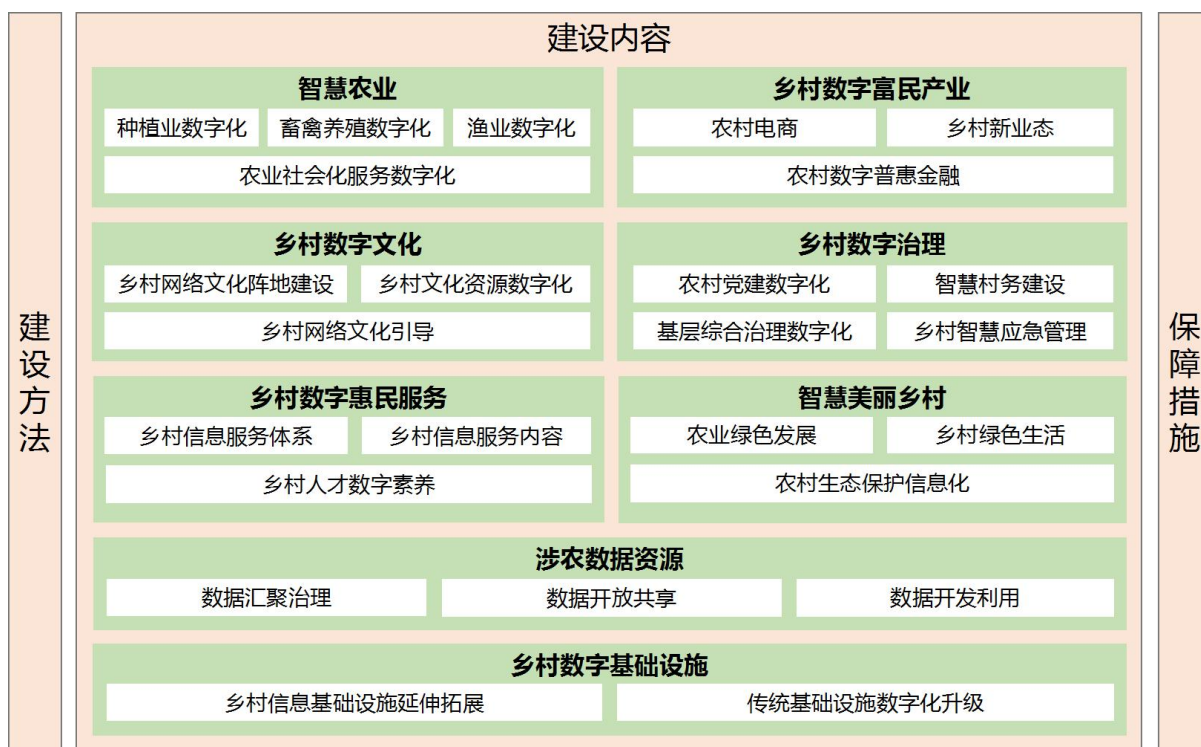 建设方法
建设内容
智慧农业
种植业数字化 畜禽养殖数字化 渔业数字化
农业社会化服务数字化
乡村数字富民产业
农村电商 乡村新业态
农村数字普惠金融
乡村数字文化
乡村网络文化阵地建设 乡村文化资源数字化
乡村网络文化引导
乡村数字治理
农村党建数字化 智慧村务建设
基层综合治理数字化 乡村智慧应急管理
乡村数字惠民服务
乡村信息服务体系 乡村信息服务内容
乡村人才数字素养
智慧美丽乡村
农业绿色发展 乡村绿色生活
农村生态保护信息化
涉农数据资源
数据汇聚治理 数据开放共享 数据开发利用
乡村数字基础设施
乡村信息基础设施延伸拓展 传统基础设施数字化升级
保障措施